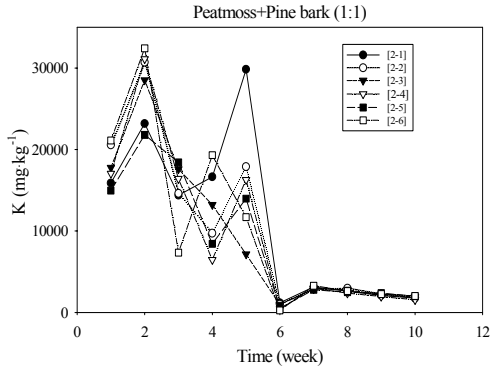 Peatmoss+Pine bark (1:1)
K (mg·kg⁻¹)
30000
20000
10000
0
[2-1]
[2-2]
[2-3]
[2-4]
[2-5]
[2-6]
0 2 4 6 8 10 12
Time (week)